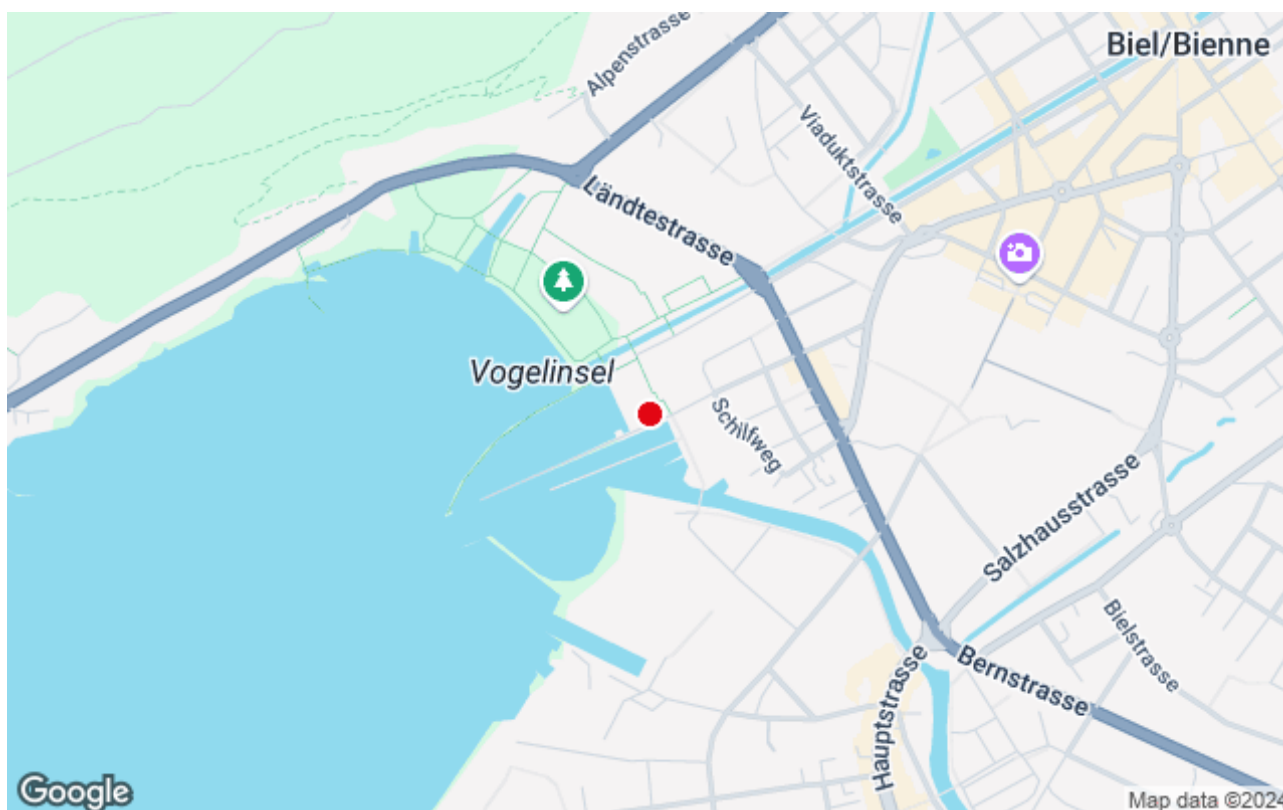 Biel/Bienne
Alpenstrasse
Viaduktstrasse
Ländtestrasse
Vogelinsel
Schilfweg
Salzhausstrasse
Bielstrasse
Bernstrasse
Hauptstrasse
Google
Map data ©2024